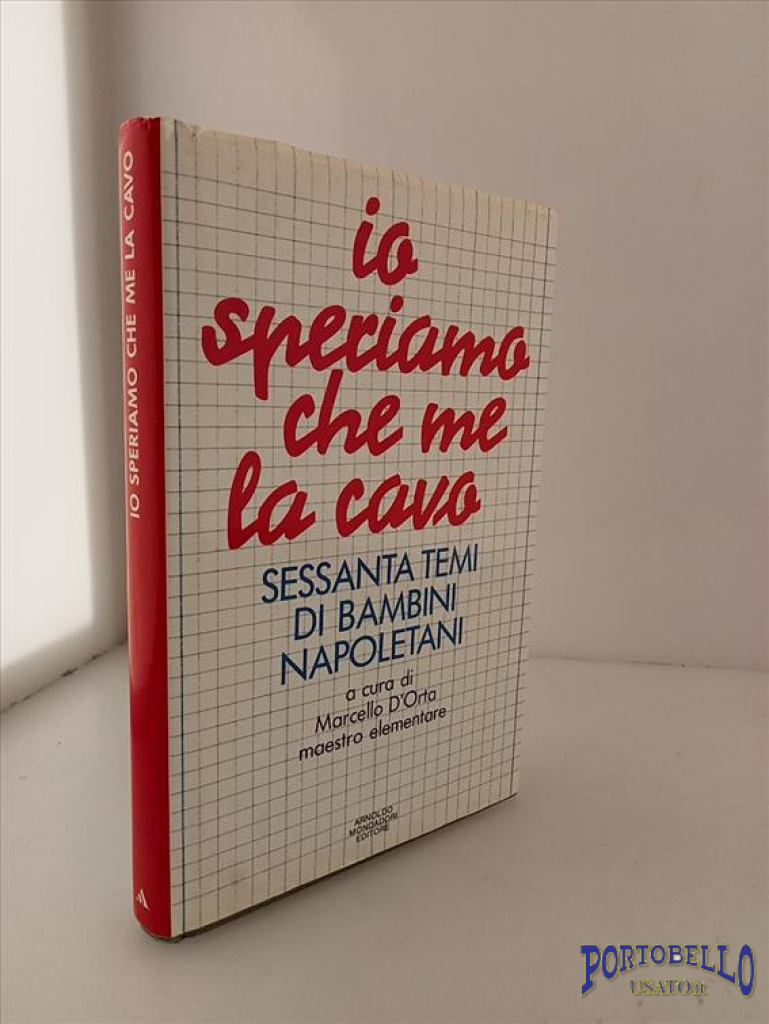 IO SPERIAMO CHE ME LA CAVO
io
speriamo
che me
la cavo
SESSANTA TEMI
DI BAMBINI
NAPOLETANI
a cura di
Marcello D'Orta
maestro elementare
ARNOLDO
MONDADORI
EDITORE
PORTOBELLO
USATO.it